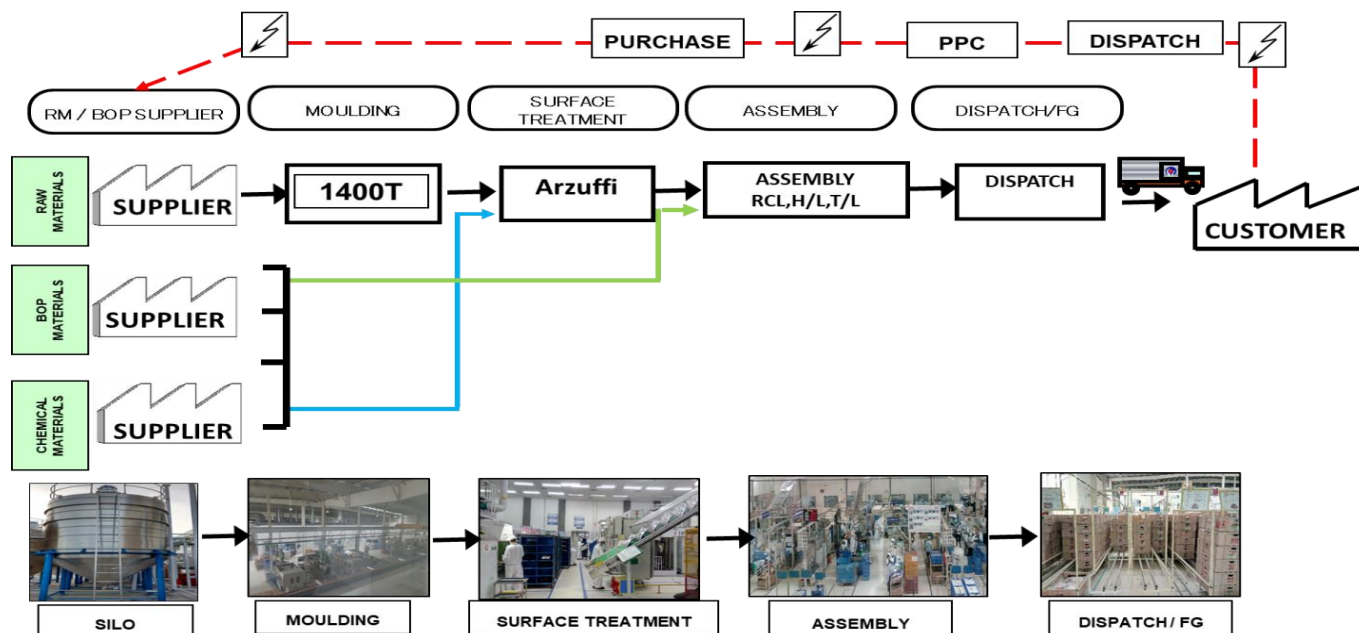 PURCHASE
PPC
DISPATCH
RM / BOP SUPPLIER
MOULDING
SURFACE
TREATMENT
ASSEMBLY
DISPATCH/FG
RAW
MATERIALS
SUPPLIER
1400T
Arzuffi
ASSEMBLY
RCL,H/L,T/L
DISPATCH
CUSTOMER
BOP
MATERIALS
SUPPLIER
CHEMICAL
MATERIALS
SUPPLIER
SILO
MOULDING
SURFACE TREATMENT
ASSEMBLY
DISPATCH / FG